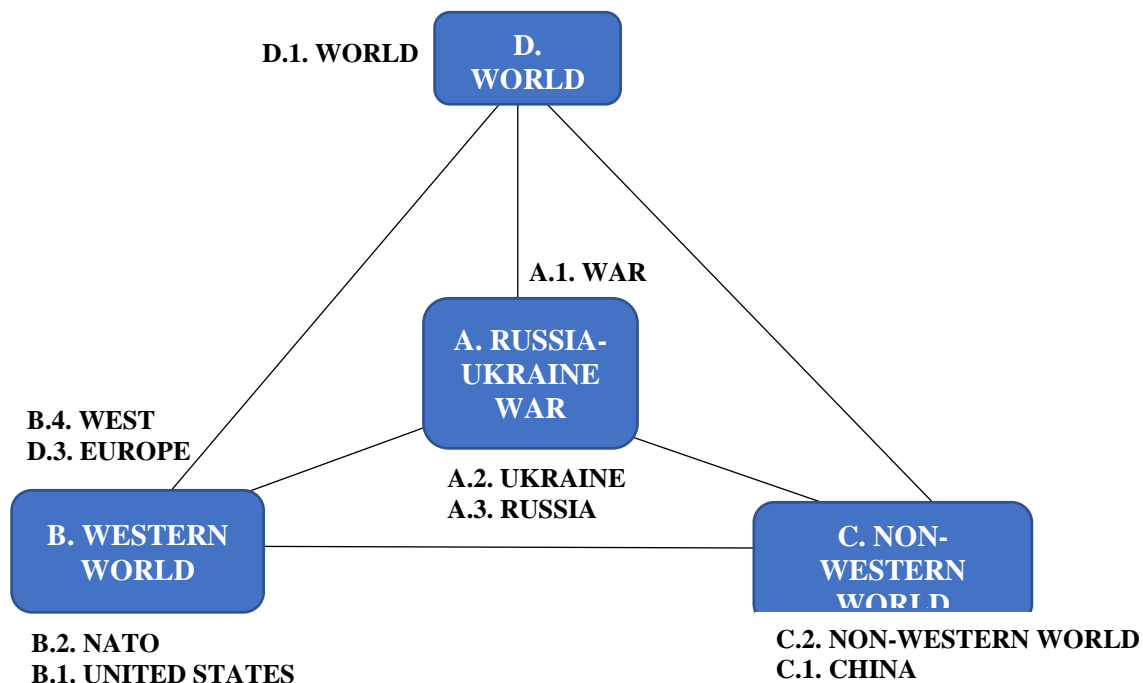 D.1. WORLD
D.
WORLD
A.1. WAR
A. RUSSIA-
UKRAINE
WAR
B.4. WEST
D.3. EUROPE
A.2. UKRAINE
A.3. RUSSIA
B. WESTERN
WORLD
C. NON-
WESTERN
WORLD
B.2. NATO
B.1. UNITED STATES
C.2. NON-WESTERN WORLD
C.1. CHINA